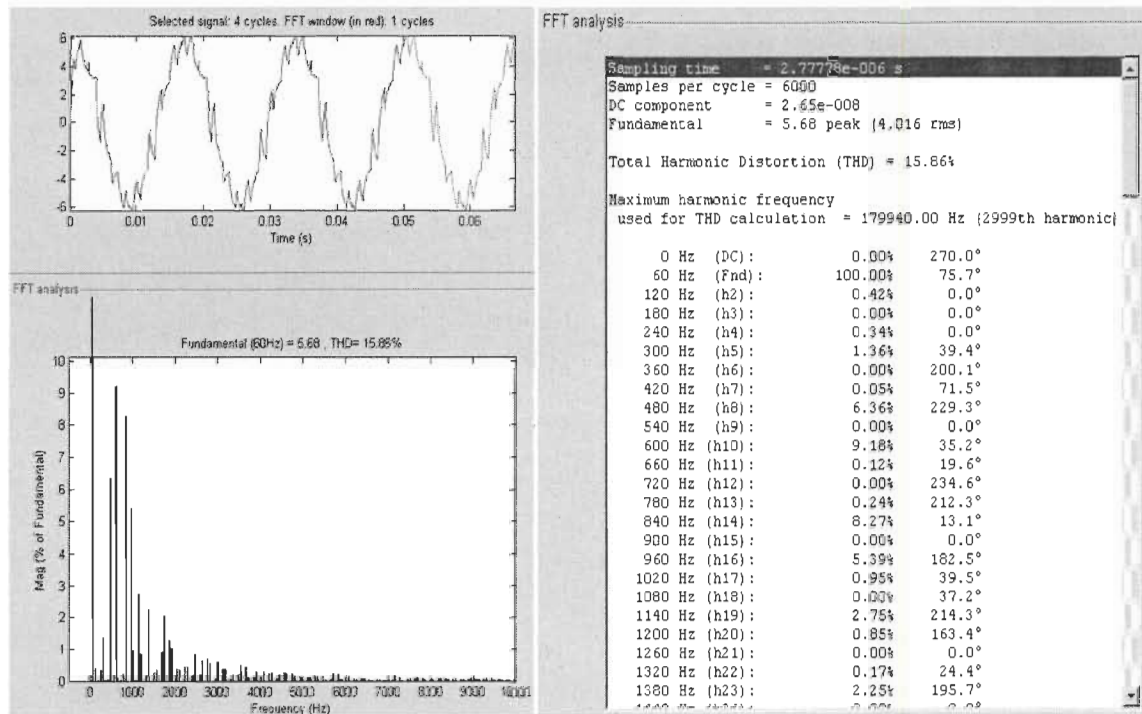 Selected signal: 4 cycles. FFT window (in red): 1 cycles
6
4
2
0
-2
-4
-6
0 0.01 0.02 0.03 0.04 0.05 0.06
Time (s)
FFT analysis
Fundamental (60Hz) = 5.68 , THD= 15.86%
10
9
8
7
6
5
4
3
2
1
0
Mag (% of Fundamental)
0 1000 2000 3000 4000 5000 6000 7000 8000 9000 10000
Frequency (Hz)
FFT analysis
Sampling time = 2.77778e-006 s
Samples per cycle = 6000
DC component = 2.65e-008
Fundamental = 5.68 peak (4.016 rms)
Total Harmonic Distortion (THD) = 15.86%
Maximum harmonic frequency
used for THD calculation = 179940.00 Hz (2999th harmonic)
0 Hz (DC): 0.00% 270.0°
60 Hz (Fnd): 100.00% 75.7°
120 Hz (h2): 0.42% 0.0°
180 Hz (h3): 0.00% 0.0°
240 Hz (h4): 0.34% 0.0°
300 Hz (h5): 1.36% 39.4°
360 Hz (h6): 0.00% 200.1°
420 Hz (h7): 0.05% 71.5°
480 Hz (h8): 6.36% 229.3°
540 Hz (h9): 0.00% 0.0°
600 Hz (h10): 9.18% 35.2°
660 Hz (h11): 0.12% 19.6°
720 Hz (h12): 0.00% 234.6°
780 Hz (h13): 0.24% 212.3°
840 Hz (h14): 8.27% 13.1°
900 Hz (h15): 0.00% 0.0°
960 Hz (h16): 5.39% 182.5°
1020 Hz (h17): 0.95% 39.5°
1080 Hz (h18): 0.00% 37.2°
1140 Hz (h19): 2.75% 214.3°
1200 Hz (h20): 0.85% 163.4°
1260 Hz (h21): 0.00% 0.0°
1320 Hz (h22): 0.17% 24.4°
1380 Hz (h23): 2.25% 195.7°